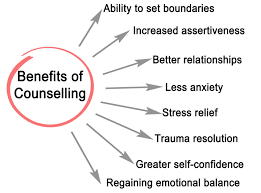 Benefits of
Counselling
Ability to set boundaries
Increased assertiveness
Better relationships
Less anxiety
Stress relief
Trauma resolution
Greater self-confidence
Regaining emotional balance